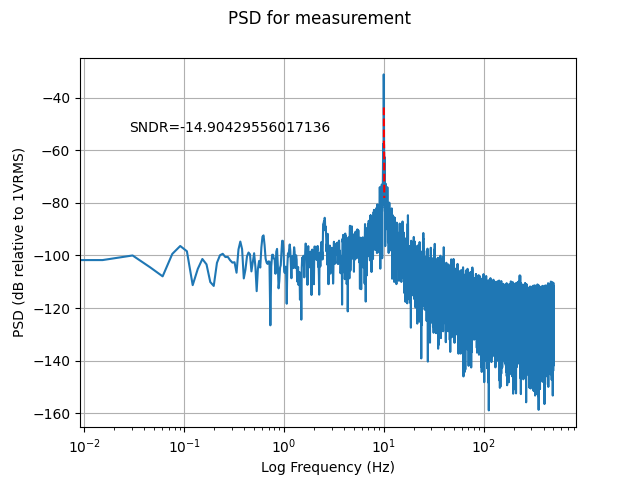 PSD for measurement
SNDR=-14.90429556017136
PSD (dB relative to 1VRMS)
−40
−60
−80
−100
−120
−140
−160
10⁻² 10⁻¹ 10⁰ 10¹ 10²
Log Frequency (Hz)